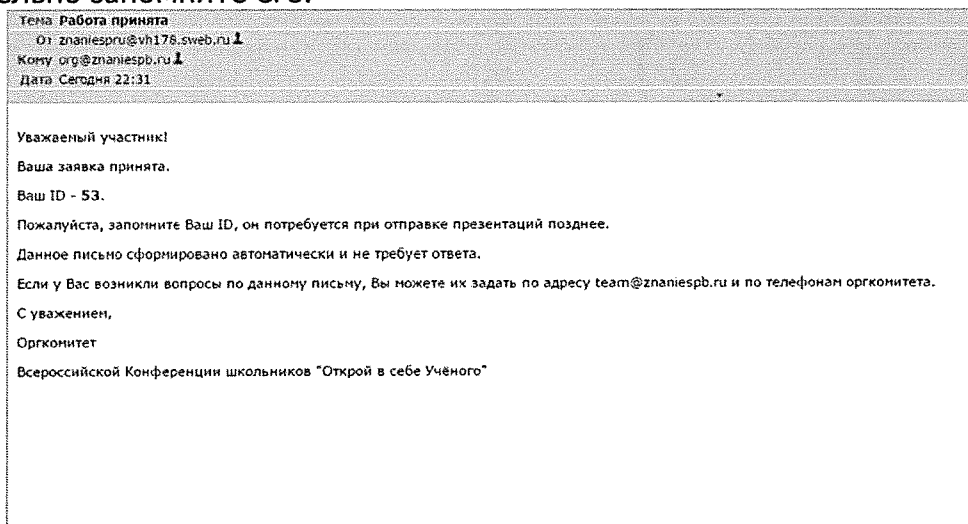 Тема Работа принята
От znaniespru@vh178.sweb.ru
Кому org@znaniespb.ru
Дата Сегодня 22:31
Уважаемый участник!
Ваша заявка принята.
Ваш ID - 53.
Пожалуйста, запомните Ваш ID, он потребуется при отправке презентаций позднее.
Данное письмо сформировано автоматически и не требует ответа.
Если у Вас возникли вопросы по данному письму, Вы можете их задать по адресу team@znaniespb.ru и по телефонам оргкомитета.
С уважением,
Оргкомитет
Всероссийской Конференции школьников "Открой в себе Учёного"